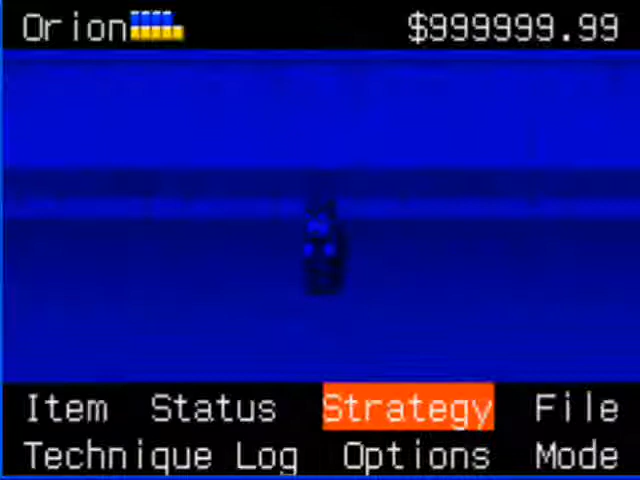 Orion $999999.99
Item Status Strategy File
Technique Log Options Mode